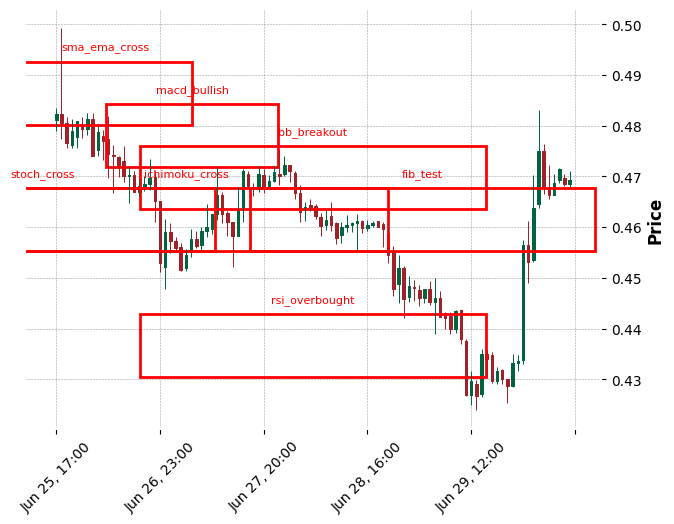 0.50
sma_ema_cross
0.49
macd_bullish
0.48
bb_breakout
stoch_cross
ichimoku_cross
fib_test
0.47
0.46
Price
0.45
rsi_overbought
0.44
0.43
Jun 25, 17:00
Jun 26, 23:00
Jun 27, 20:00
Jun 28, 16:00
Jun 29, 12:00